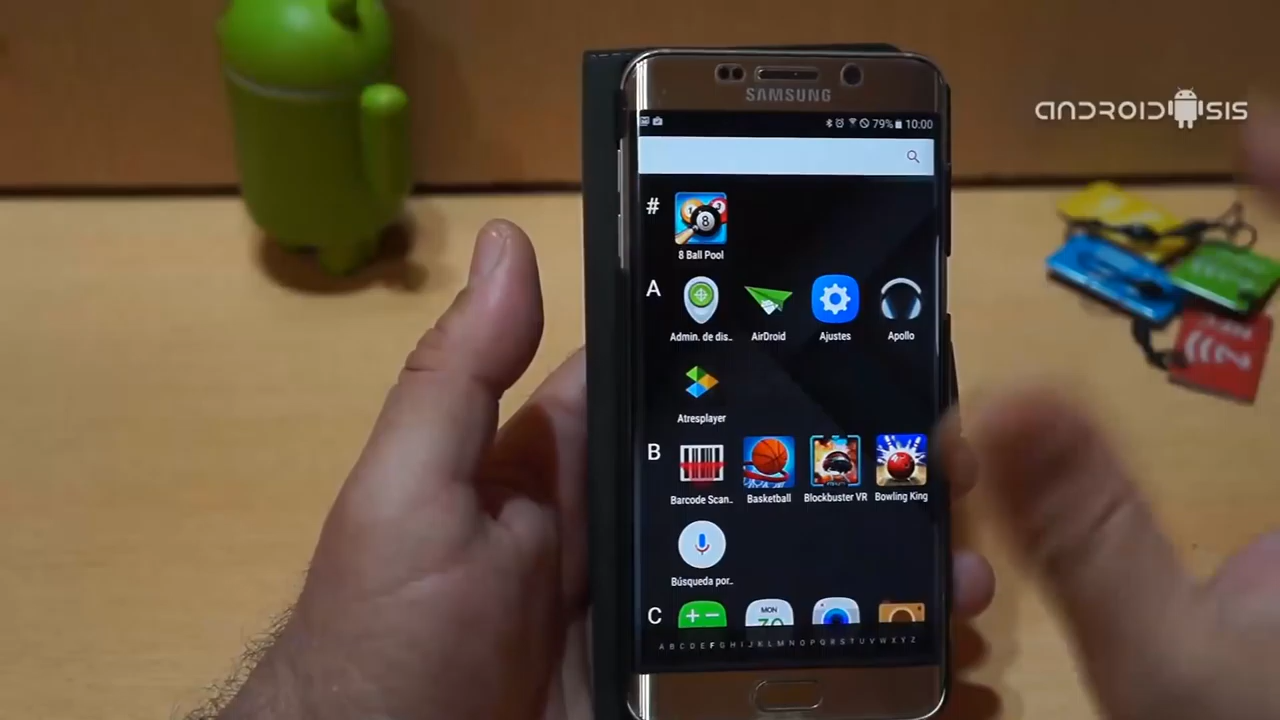 ANDROIDSIS
SAMSUNG
79% 10:00
#
8 Ball Pool
A
Admin. de dis..
AirDroid
Ajustes
Apollo
Atresplayer
B
Barcode Scan..
Basketball
Blockbuster VR
Bowling King
Búsqueda por..
C
MON
A B C D E F G H I J K L M N O P Q R S T U V W X Y Z